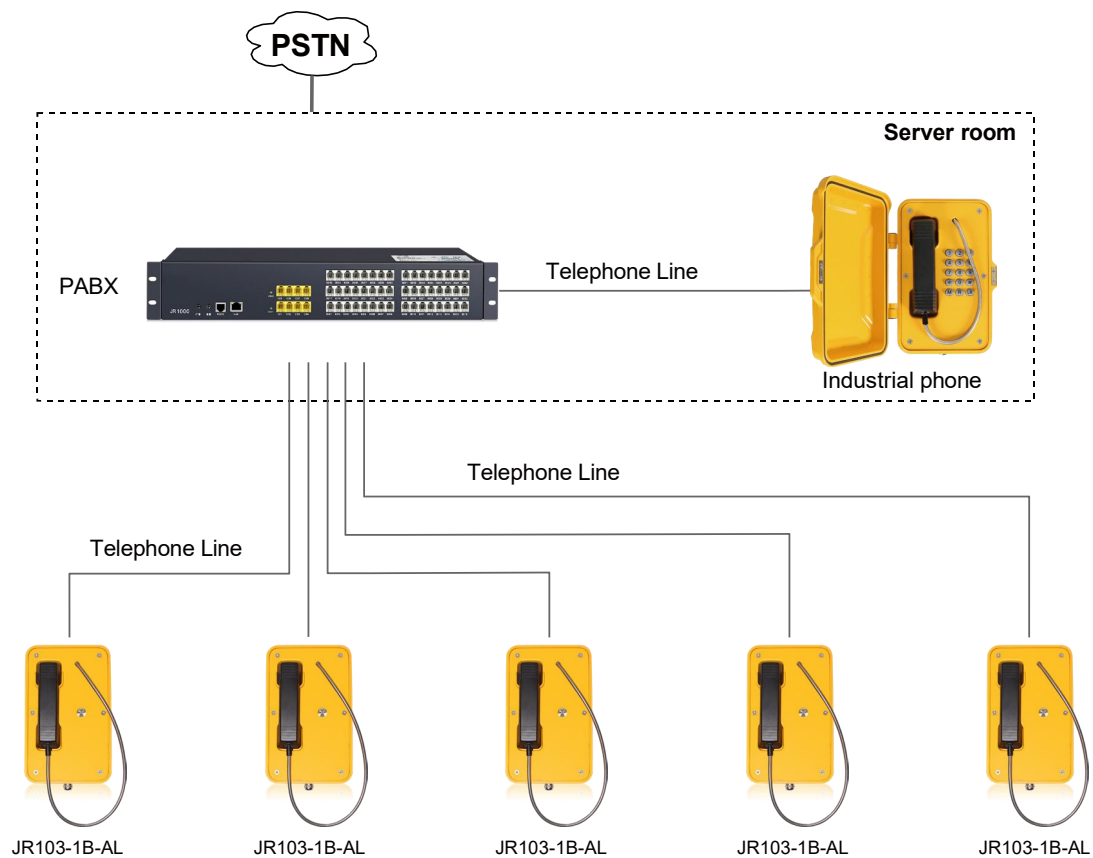 PSTN
Server room
PABX
JR1000
Telephone Line
Industrial phone
Telephone Line
Telephone Line
JR103-1B-AL
JR103-1B-AL
JR103-1B-AL
JR103-1B-AL
JR103-1B-AL